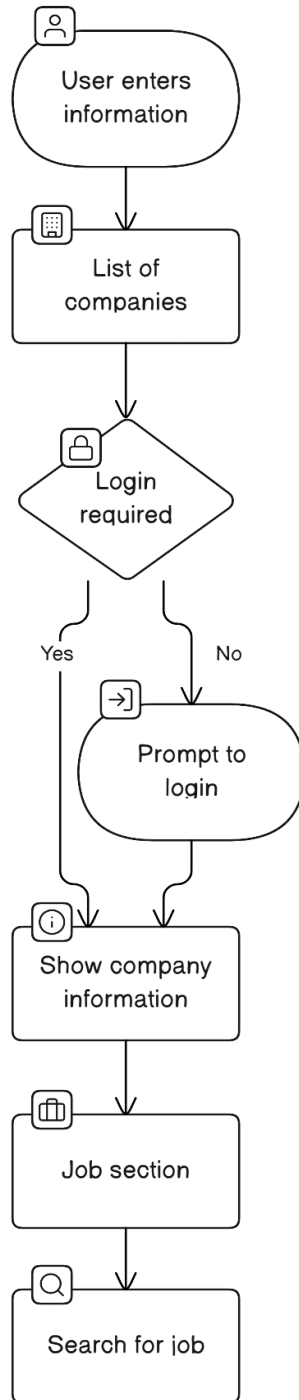 User enters
information
List of
companies
Login
required
Yes
No
Prompt to
login
Show company
information
Job section
Search for job